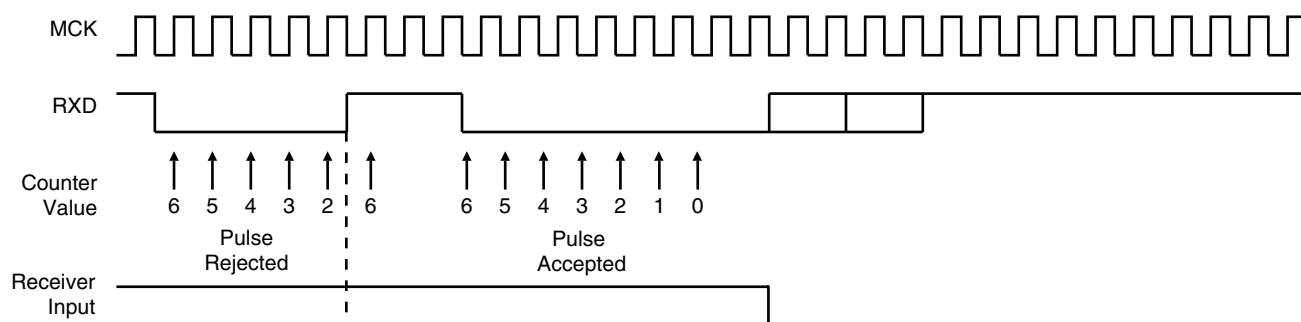 MCK
RXD
Counter
Value
6 5 4 3 2 6 6 5 4 3 2 1 0
Pulse
Rejected
Pulse
Accepted
Receiver
Input